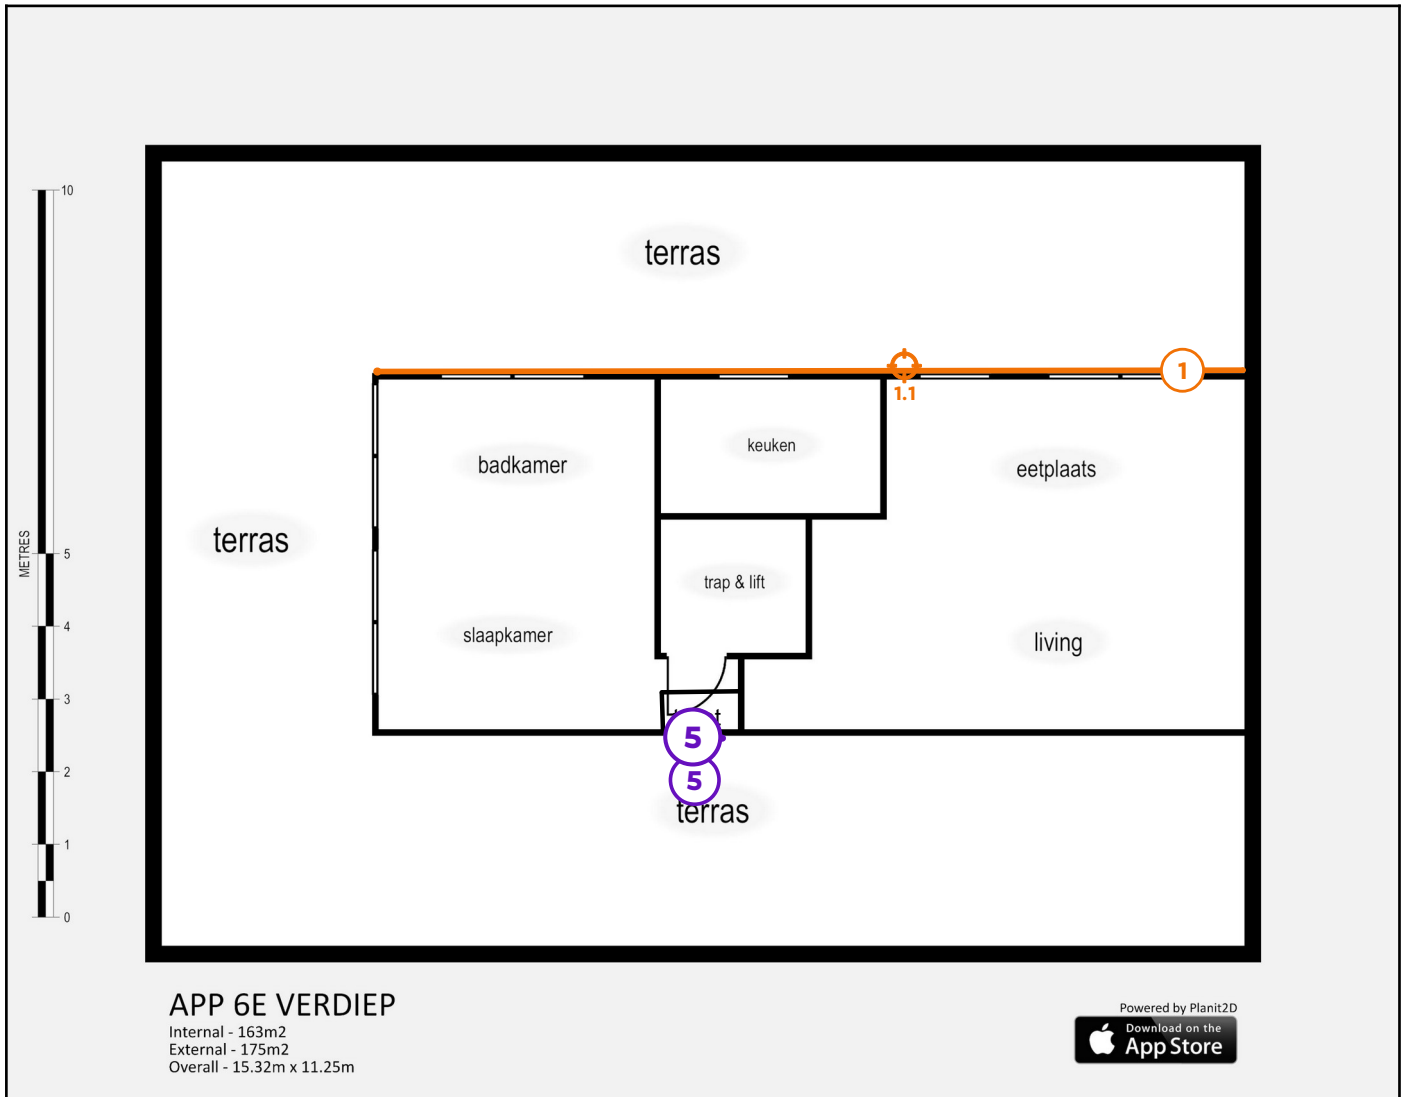 10
terras
1
1.1
keuken
badkamer
eetplaats
terras
METRES
5
trap & lift
4
slaapkamer
living
3
5
2
5
terras
1
0
APP 6E VERDIEP
Internal - 163m2
External - 175m2
Overall - 15.32m x 11.25m
Powered by Planit2D
Download on the
App Store